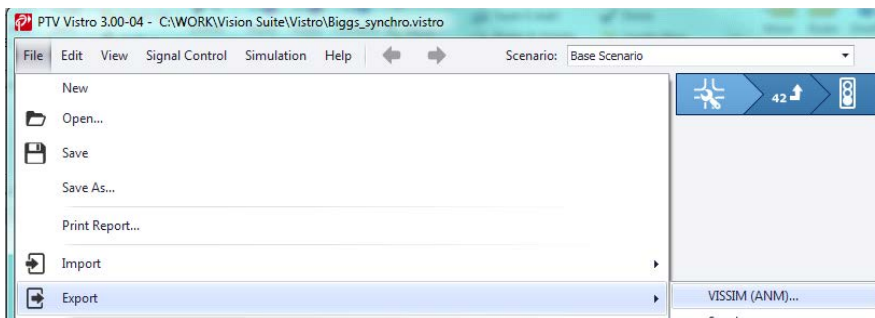 PTV Vistro 3.00-04 - C:\WORK\Vision Suite\Vistro\Biggs_synchro.vistro
File Edit View Signal Control Simulation Help Scenario: Base Scenario
New
42
Open...
Save
Save As...
Print Report...
Import
Export VISSIM (ANM)...